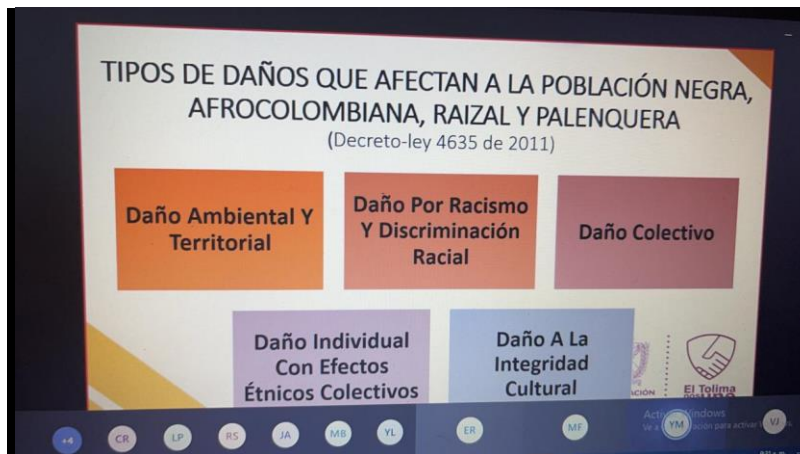 TIPOS DE DAÑOS QUE AFECTAN A LA POBLACIÓN NEGRA,
AFROCOLOMBIANA, RAIZAL Y PALENQUERA
(Decreto-ley 4635 de 2011)
Daño Ambiental Y
Territorial
Daño Por Racismo
Y Discriminación
Racial
Daño Colectivo
Daño Individual
Con Efectos
Étnicos Colectivos
Daño A La
Integridad
Cultural
El Tolima
+4
CR
LP
RS
JA
MB
YL
ER
MF
YM
VJ